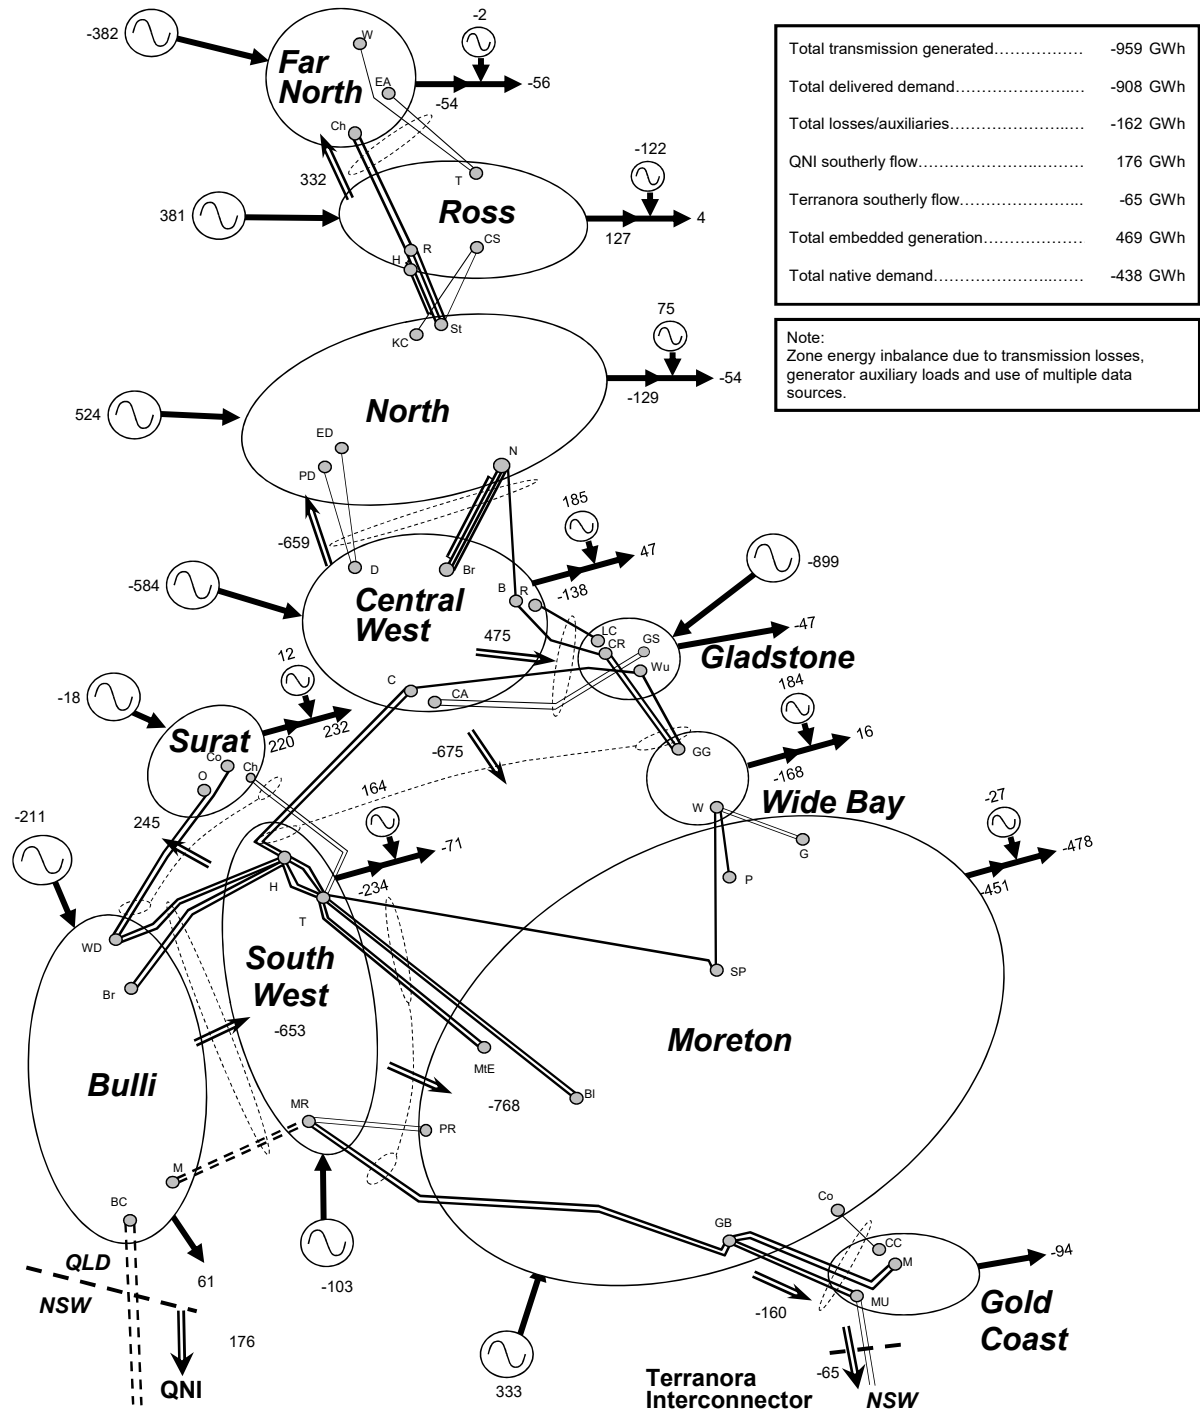 -382
W
-2
Far
North
EA
-54
-56
Ch
332
T
-122
381
Ross
127
4
CS
R
H
St
KC
75
524
North
-129
-54
ED
PD
N
-659
185
D
Br
-584
Central
West
B
R
-138
47
-899
475
LC
CR
GS
Wu
-47
Gladstone
C
CA
12
-18
Surat
220
232
Co
O
Ch
-675
184
GG
-168
16
Wide Bay
-211
245
164
W
G
-27
-71
-234
H
T
P
-451
-478
WD
Br
South
West
-653
SP
Moreton
Bulli
MtE
Bl
MR
-768
PR
M
BC
QLD
NSW
61
-103
176
QNI
Co
GB
CC
M
MU
-94
-160
Gold
Coast
333
Terranora
Interconnector
-65
NSW
Total transmission generated................ -959 GWh
Total delivered demand........................ -908 GWh
Total losses/auxiliaries........................ -162 GWh
QNI southerly flow............................... 176 GWh
Terranora southerly flow...................... -65 GWh
Total embedded generation.................. 469 GWh
Total native demand............................ -438 GWh
Note:
Zone energy inbalance due to transmission losses,
generator auxiliary loads and use of multiple data
sources.